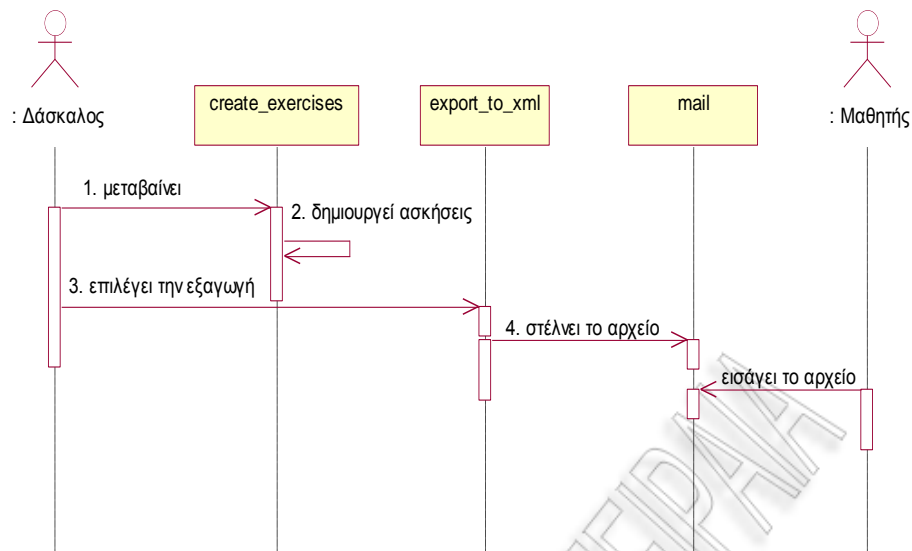 : Δάσκαλος
create_exercises
export_to_xml
mail
: Μαθητής
1. μεταβαίνει
2. δημιουργεί ασκήσεις
3. επιλέγει την εξαγωγή
4. στέλνει το αρχείο
εισάγει το αρχείο